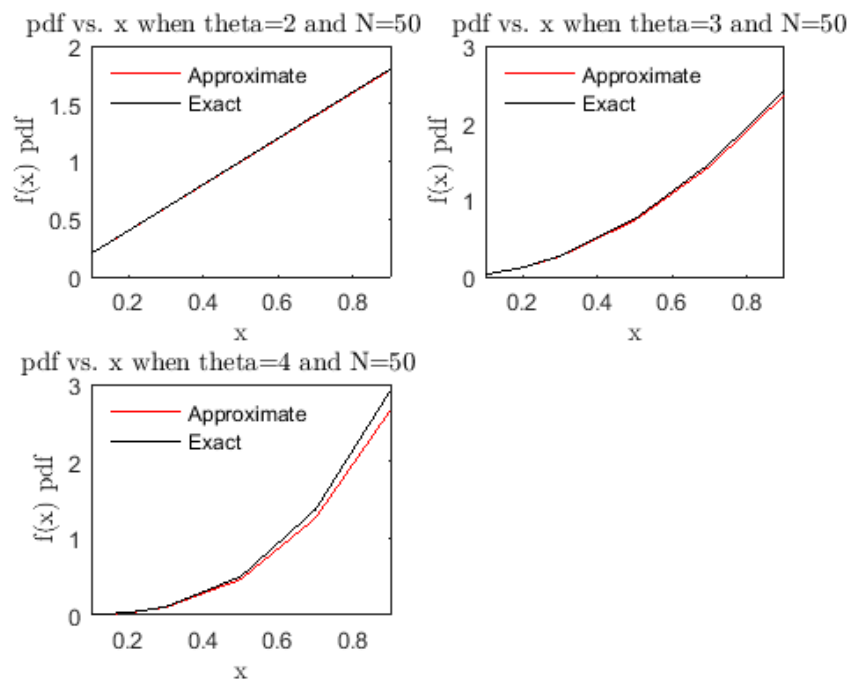 pdf vs. x when theta=2 and N=50
2
1.5
1
0.5
0
f(x) pdf
Approximate
Exact
0.2 0.4 0.6 0.8
x
pdf vs. x when theta=3 and N=50
3
2
1
0
f(x) pdf
Approximate
Exact
0.2 0.4 0.6 0.8
x
pdf vs. x when theta=4 and N=50
3
2
1
0
f(x) pdf
Approximate
Exact
0.2 0.4 0.6 0.8
x